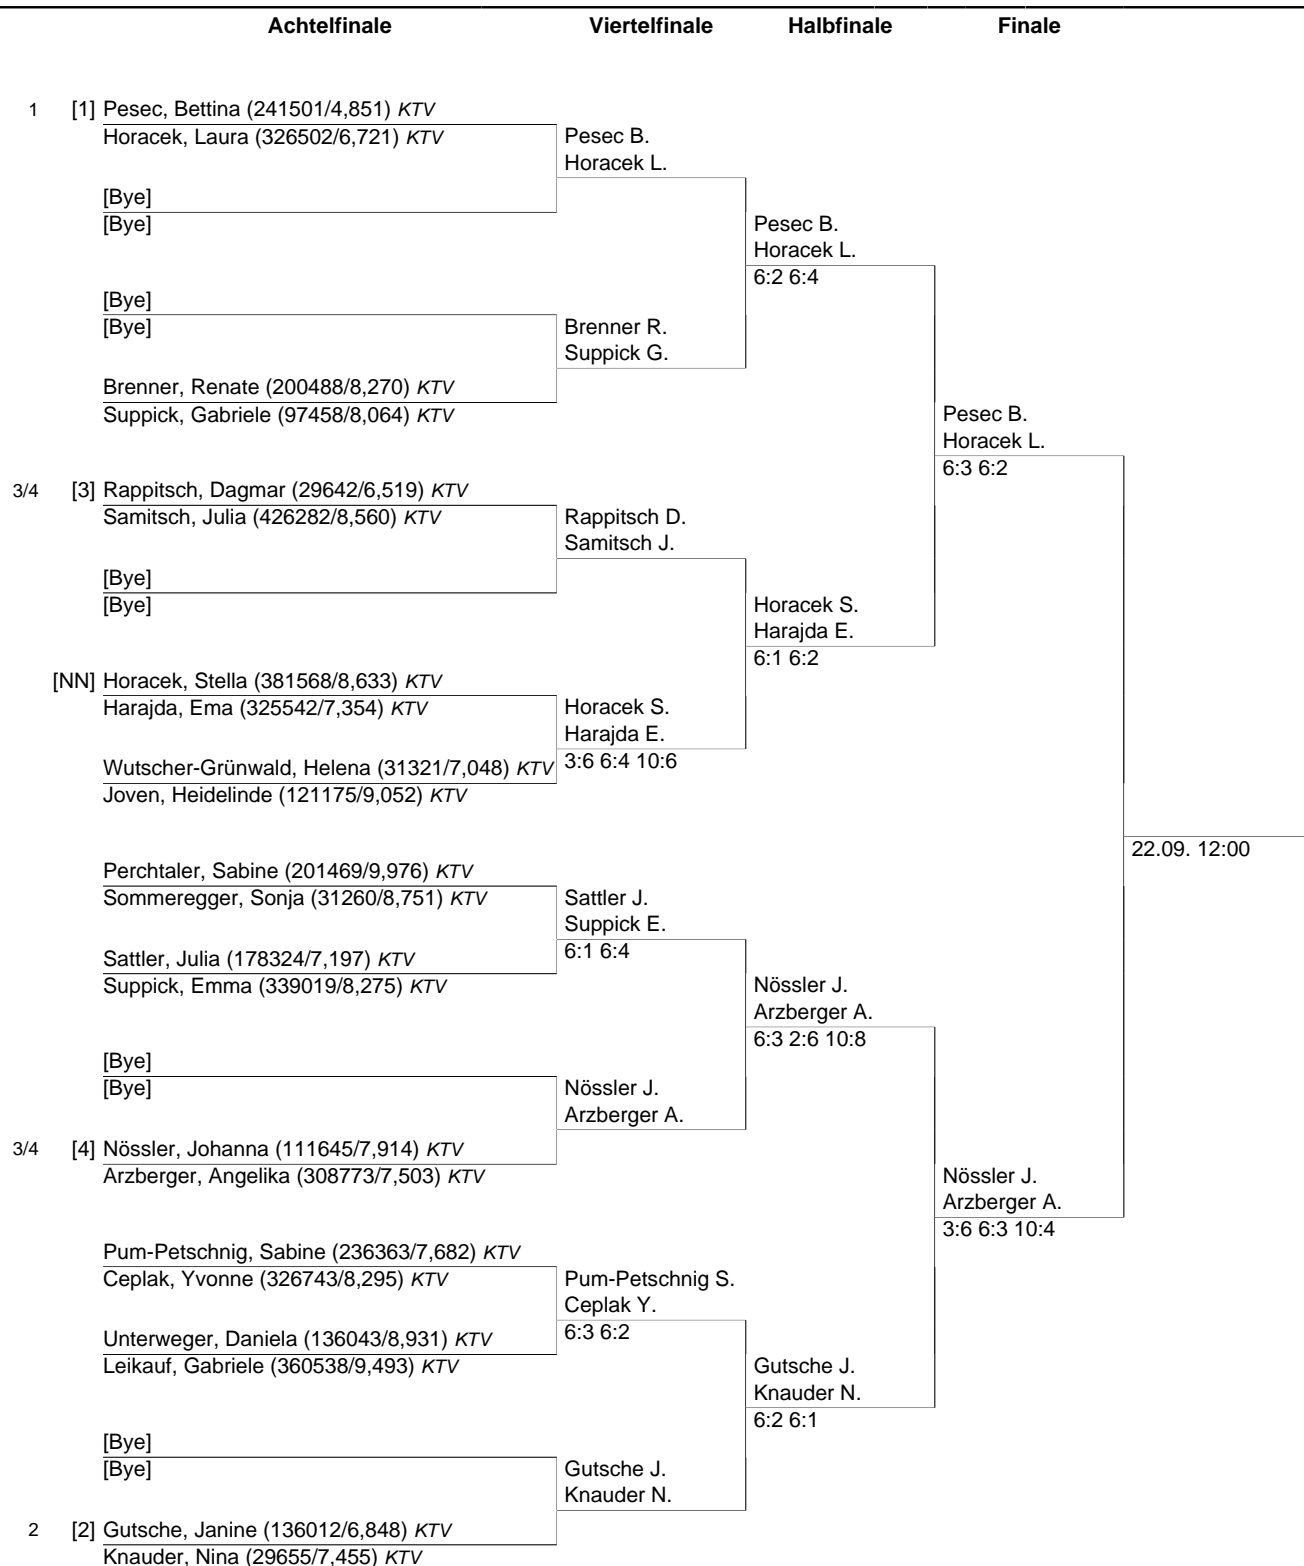 Achtelfinale Viertelfinale Halbfinale Finale
1 [1] Pesec, Bettina (241501/4,851) KTV
Horacek, Laura (326502/6,721) KTV
Pesec B.
Horacek L.
[Bye]
[Bye]
Pesec B.
Horacek L.
6:2 6:4
[Bye]
[Bye]
Brenner R.
Suppick G.
Brenner, Renate (200488/8,270) KTV
Suppick, Gabriele (97458/8,064) KTV
Pesec B.
Horacek L.
6:3 6:2
3/4 [3] Rappitsch, Dagmar (29642/6,519) KTV
Samitsch, Julia (426282/8,560) KTV
Rappitsch D.
Samitsch J.
[Bye]
[Bye]
Horacek S.
Harajda E.
6:1 6:2
[NN] Horacek, Stella (381568/8,633) KTV
Harajda, Ema (325542/7,354) KTV
Horacek S.
Harajda E.
3:6 6:4 10:6
Wutscher-Grünwald, Helena (31321/7,048) KTV
Joven, Heidelinde (121175/9,052) KTV
22.09. 12:00
Perchtaler, Sabine (201469/9,976) KTV
Sommeregger, Sonja (31260/8,751) KTV
Sattler J.
Suppick E.
6:1 6:4
Sattler, Julia (178324/7,197) KTV
Suppick, Emma (339019/8,275) KTV
Nössler J.
Arzberger A.
6:3 2:6 10:8
[Bye]
[Bye]
Nössler J.
Arzberger A.
3/4 [4] Nössler, Johanna (111645/7,914) KTV
Arzberger, Angelika (308773/7,503) KTV
Nössler J.
Arzberger A.
3:6 6:3 10:4
Pum-Petschnig, Sabine (236363/7,682) KTV
Ceplak, Yvonne (326743/8,295) KTV
Pum-Petschnig S.
Ceplak Y.
6:3 6:2
Unterweger, Daniela (136043/8,931) KTV
Leikauf, Gabriele (360538/9,493) KTV
Gutsche J.
Knauder N.
6:2 6:1
[Bye]
[Bye]
Gutsche J.
Knauder N.
2 [2] Gutsche, Janine (136012/6,848) KTV
Knauder, Nina (29655/7,455) KTV